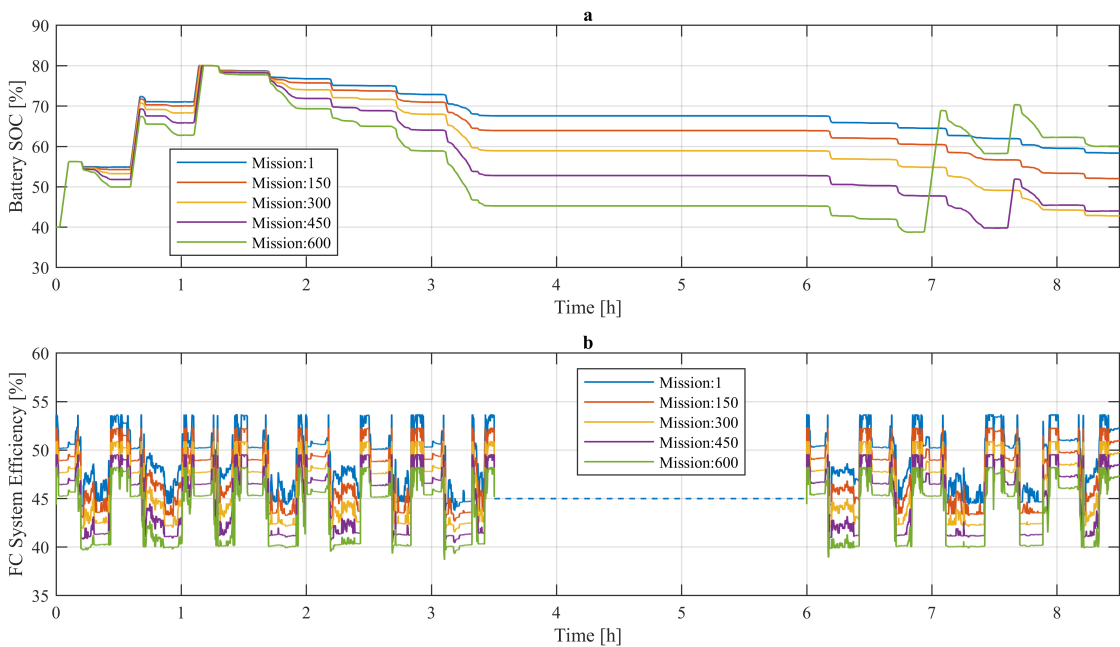 a
Battery SOC [%]
90
80
70
60
50
40
30
Mission:1
Mission:150
Mission:300
Mission:450
Mission:600
0 1 2 3 4 5 6 7 8
Time [h]
b
FC System Efficiency [%]
60
55
50
45
40
35
Mission:1
Mission:150
Mission:300
Mission:450
Mission:600
0 1 2 3 4 5 6 7 8
Time [h]